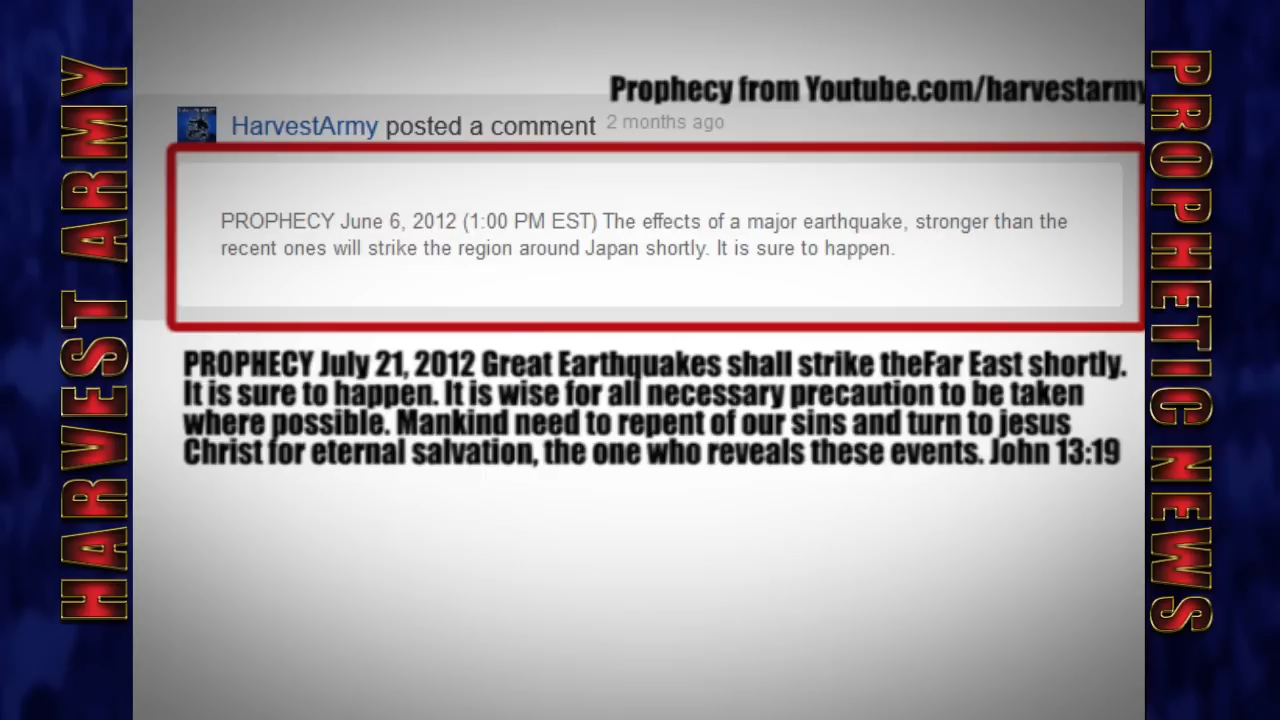 HARVEST ARMY
Prophecy from Youtube.com/harvestarmy
HarvestArmy posted a comment 2 months ago
PROPHECY June 6, 2012 (1:00 PM EST) The effects of a major earthquake, stronger than the
recent ones will strike the region around Japan shortly. It is sure to happen.
PROPHECY July 21, 2012 Great Earthquakes shall strike theFar East shortly.
It is sure to happen. It is wise for all necessary precaution to be taken
where possible. Mankind need to repent of our sins and turn to jesus
Christ for eternal salvation, the one who reveals these events. John 13:19
PROPHETIC NEWS